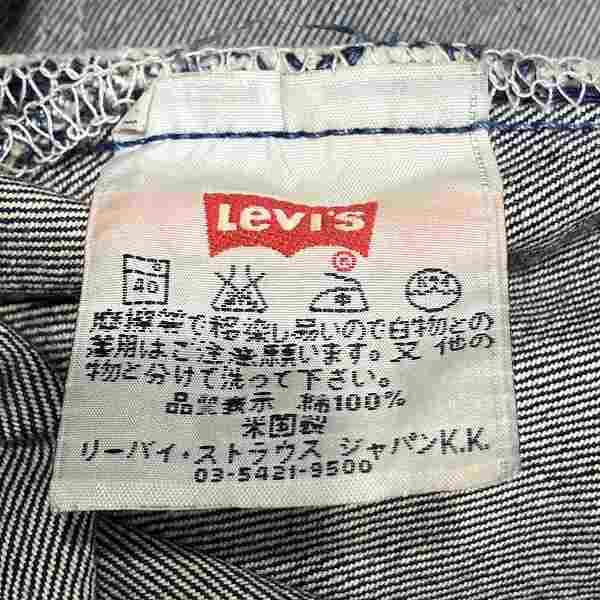 Levi's
®
40
摩擦等で移染し易いので白物との
着用はご注意願います。又 他の
物と分けて洗って下さい。
品質表示 綿100%
米国製
リーバイ・ストラウス ジャパンK.K.
03-5421-9500